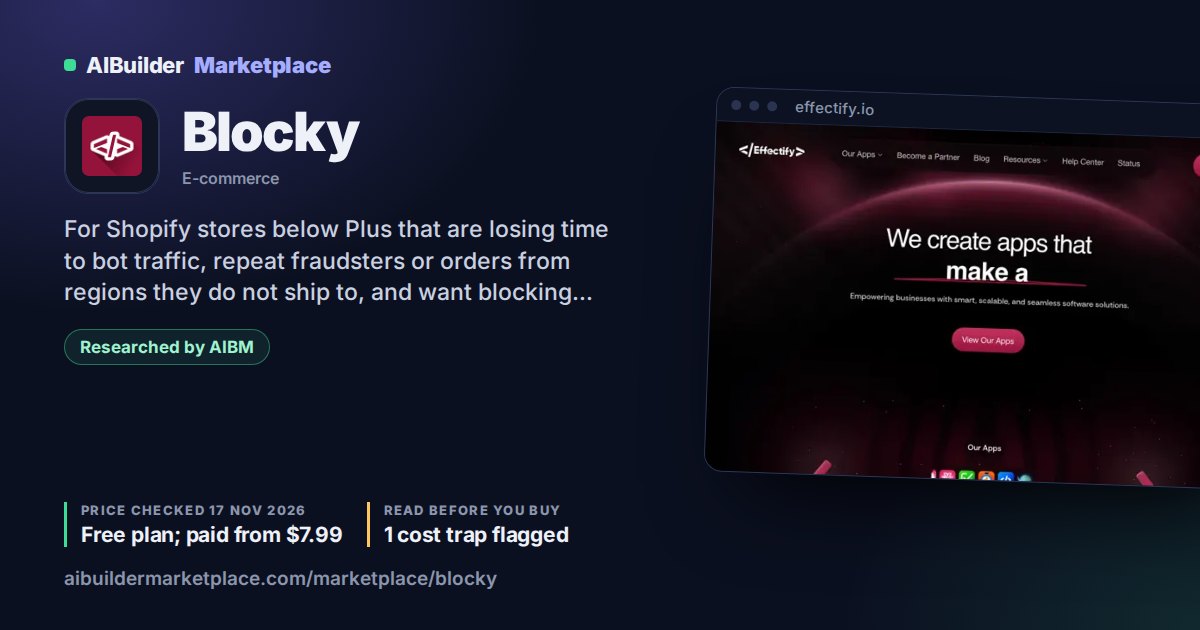 AIBuilder Marketplace
Blocky
E-commerce
For Shopify stores below Plus that are losing time
to bot traffic, repeat fraudsters or orders from
regions they do not ship to, and want blocking...
Researched by AIBM
PRICE CHECKED 17 NOV 2026
Free plan; paid from $7.99
READ BEFORE YOU BUY
1 cost trap flagged
aibuildermarketplace.com/marketplace/blocky
effectify.io
</Effectify>
Our Apps
Become a Partner
Blog
Resources
Help Center
Status
We create apps that
make a
Empowering businesses with smart, scalable, and seamless software solutions.
View Our Apps
Our Apps